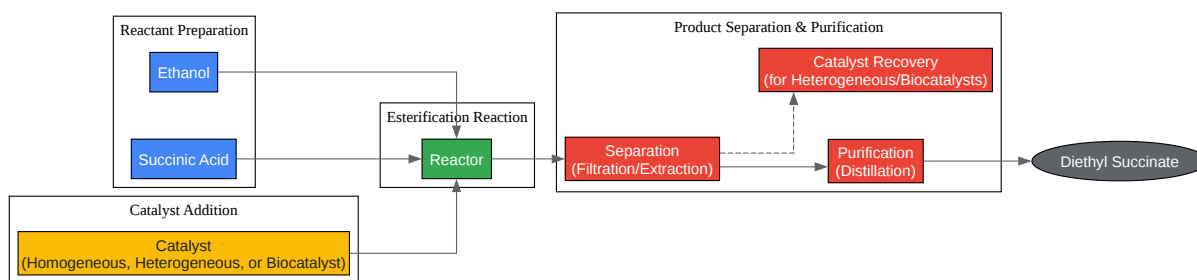 Reactant Preparation
Ethanol
Succinic Acid
Catalyst Addition
Catalyst
(Homogeneous, Heterogeneous, or Biocatalyst)
Esterification Reaction
Reactor
Product Separation & Purification
Catalyst Recovery
(for Heterogeneous/Biocatalysts)
Separation
(Filtration/Extraction)
Purification
(Distillation)
Diethyl Succinate